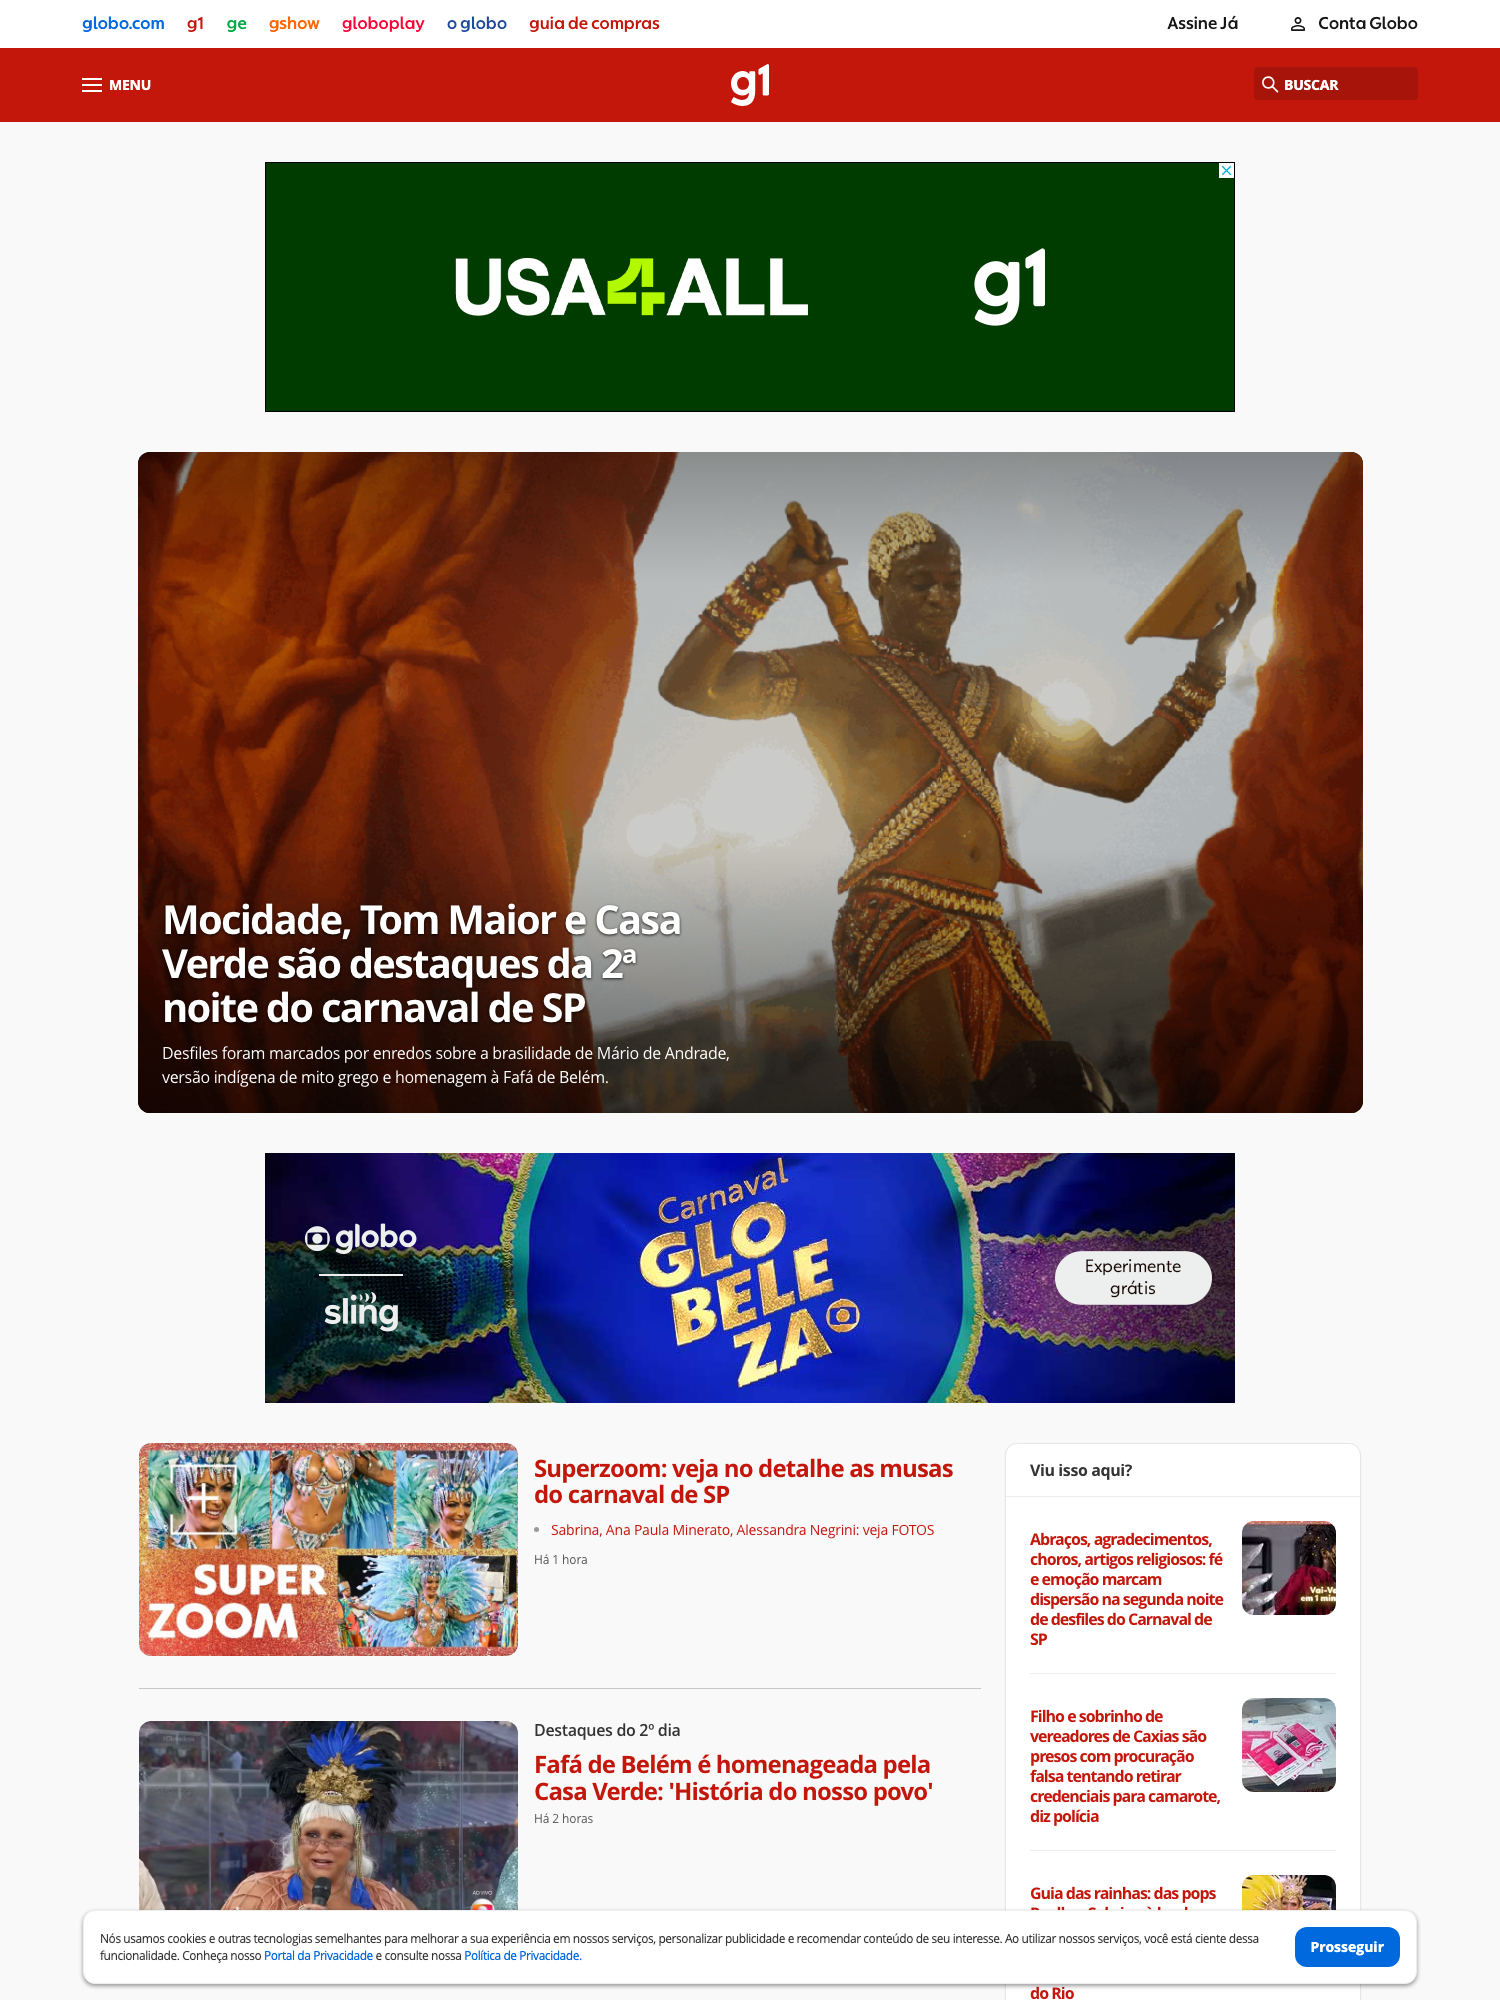 globo.com g1 ge gshow globoplay o globo guia de compras Assine Já Conta Globo
MENU g1 BUSCAR
USA4ALL g1
Mocidade, Tom Maior e Casa
Verde são destaques da 2ª
noite do carnaval de SP
Desfiles foram marcados por enredos sobre a brasilidade de Mário de Andrade,
versão indígena de mito grego e homenagem à Fafá de Belém.
globo
sling
Carnaval
GLO
BELE
ZA
Experimente
grátis
SUPER
ZOOM
Superzoom: veja no detalhe as musas
do carnaval de SP
Sabrina, Ana Paula Minerato, Alessandra Negrini: veja FOTOS
Há 1 hora
Destaques do 2º dia
Fafá de Belém é homenageada pela
Casa Verde: 'História do nosso povo'
Há 2 horas
AO VIVO
Viu isso aqui?
Abraços, agradecimentos,
choros, artigos religiosos: fé
e emoção marcam
dispersão na segunda noite
de desfiles do Carnaval de
SP
em 1 min
Filho e sobrinho de
vereadores de Caxias são
presos com procuração
falsa tentando retirar
credenciais para camarote,
diz polícia
Guia das rainhas: das pops
do Rio
Nós usamos cookies e outras tecnologias semelhantes para melhorar a sua experiência em nossos serviços, personalizar publicidade e recomendar conteúdo de seu interesse. Ao utilizar nossos serviços, você está ciente dessa
funcionalidade. Conheça nosso Portal da Privacidade e consulte nossa Política de Privacidade.
Prosseguir